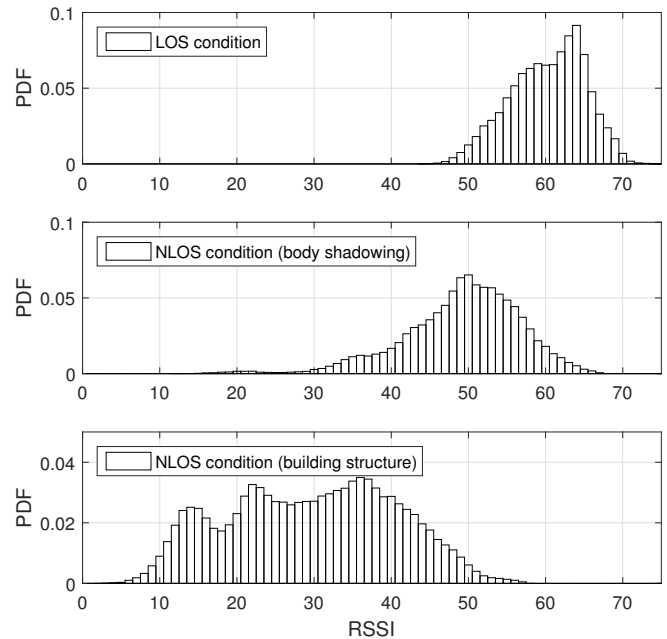 0.1
0.05
0
PDF
LOS condition
0 10 20 30 40 50 60 70
0.1
0.05
0
PDF
NLOS condition (body shadowing)
0 10 20 30 40 50 60 70
0.04
0.02
0
PDF
NLOS condition (building structure)
0 10 20 30 40 50 60 70
RSSI